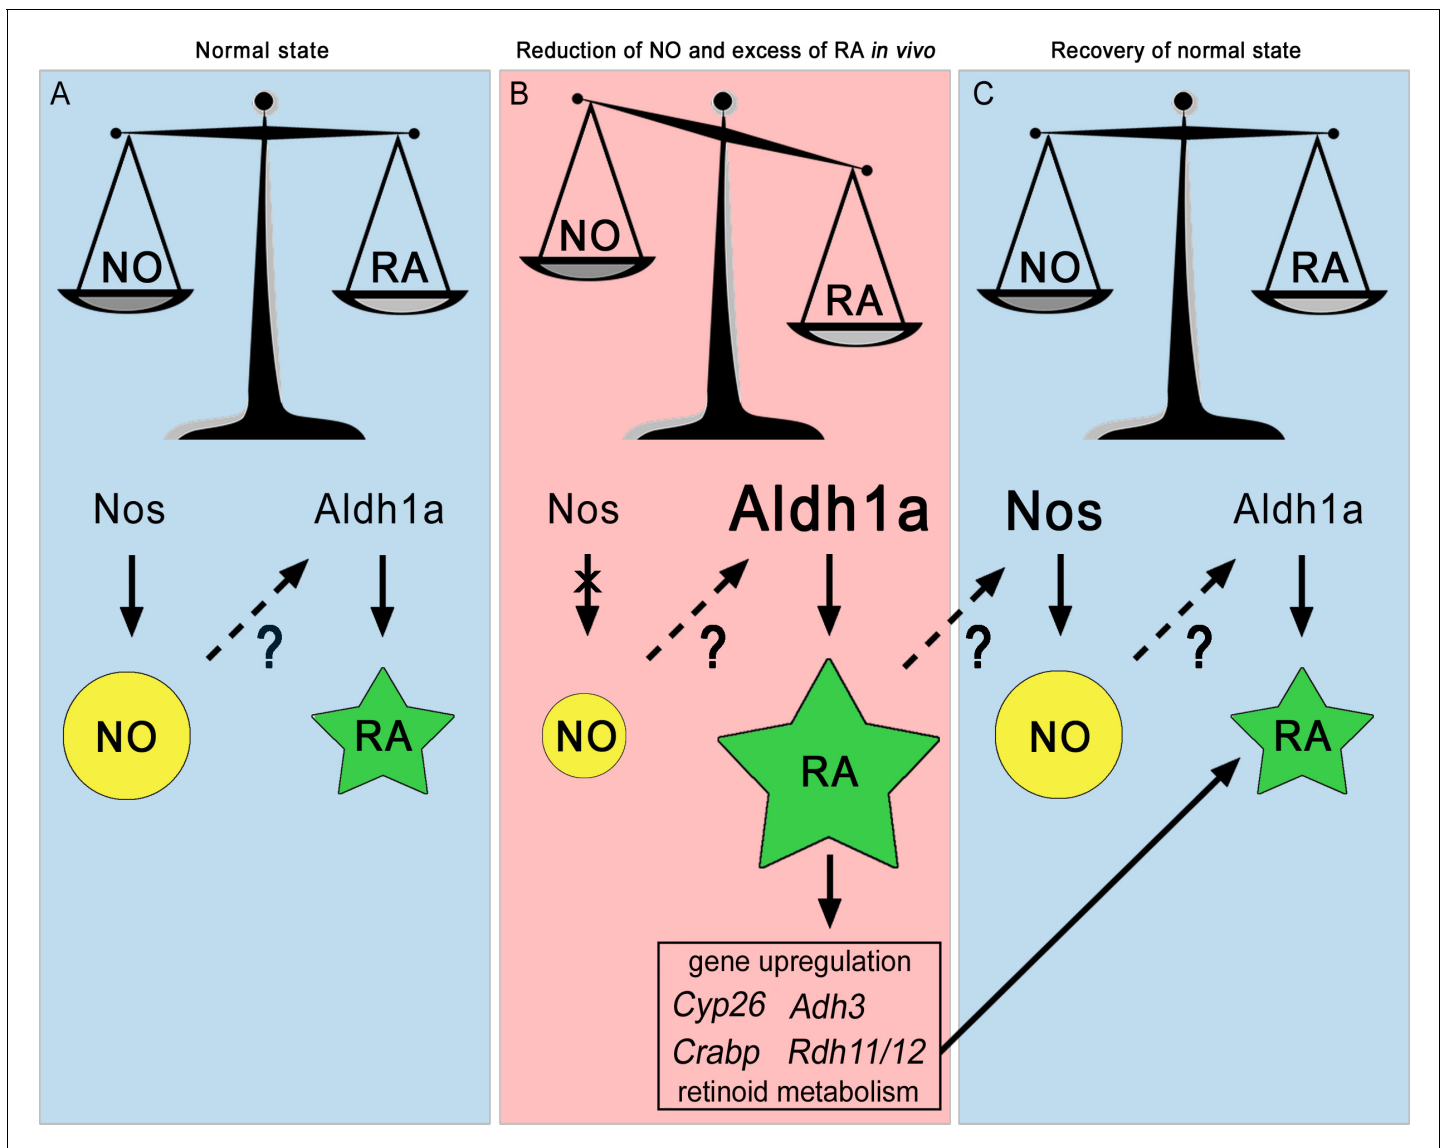 Normal state
Reduction of NO and excess of RA in vivo
Recovery of normal state
A
NO
RA
Nos
Aldh1a
?
NO
RA
B
NO
RA
Nos
Aldh1a
?
NO
RA
gene upregulation
Cyp26 Adh3
Crabp Rdh11/12
retinoid metabolism
?
C
NO
RA
Nos
Aldh1a
?
NO
RA